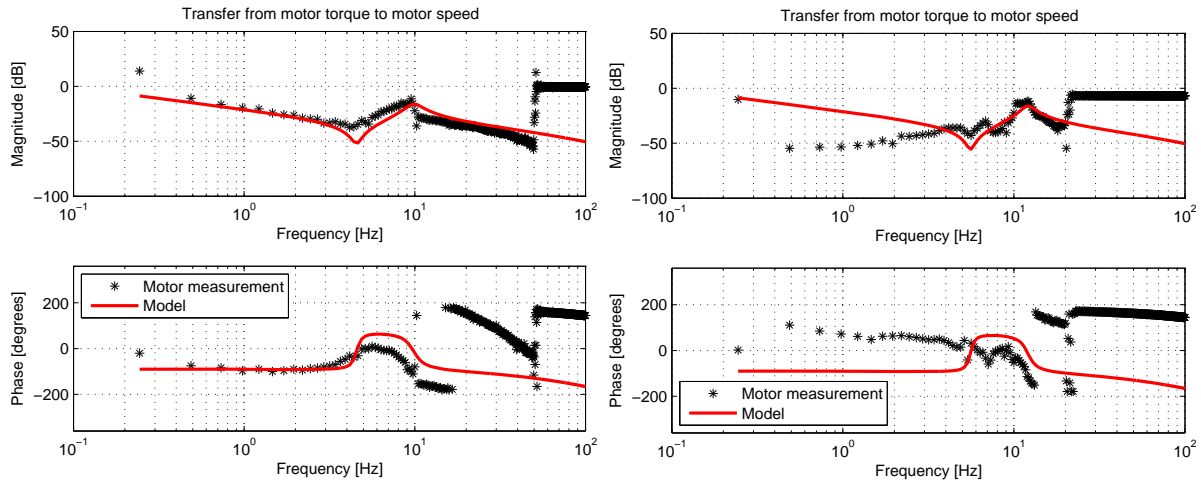 Transfer from motor torque to motor speed
50
0
−50
−100
Magnitude [dB]
10^−1
10^0
10^1
10^2
Frequency [Hz]
200
0
−200
Phase [degrees]
Motor measurement
Model
10^−1
10^0
10^1
10^2
Frequency [Hz]
Transfer from motor torque to motor speed
50
0
−50
−100
Magnitude [dB]
10^−1
10^0
10^1
10^2
Frequency [Hz]
200
0
−200
Phase [degrees]
Motor measurement
Model
10^−1
10^0
10^1
10^2
Frequency [Hz]